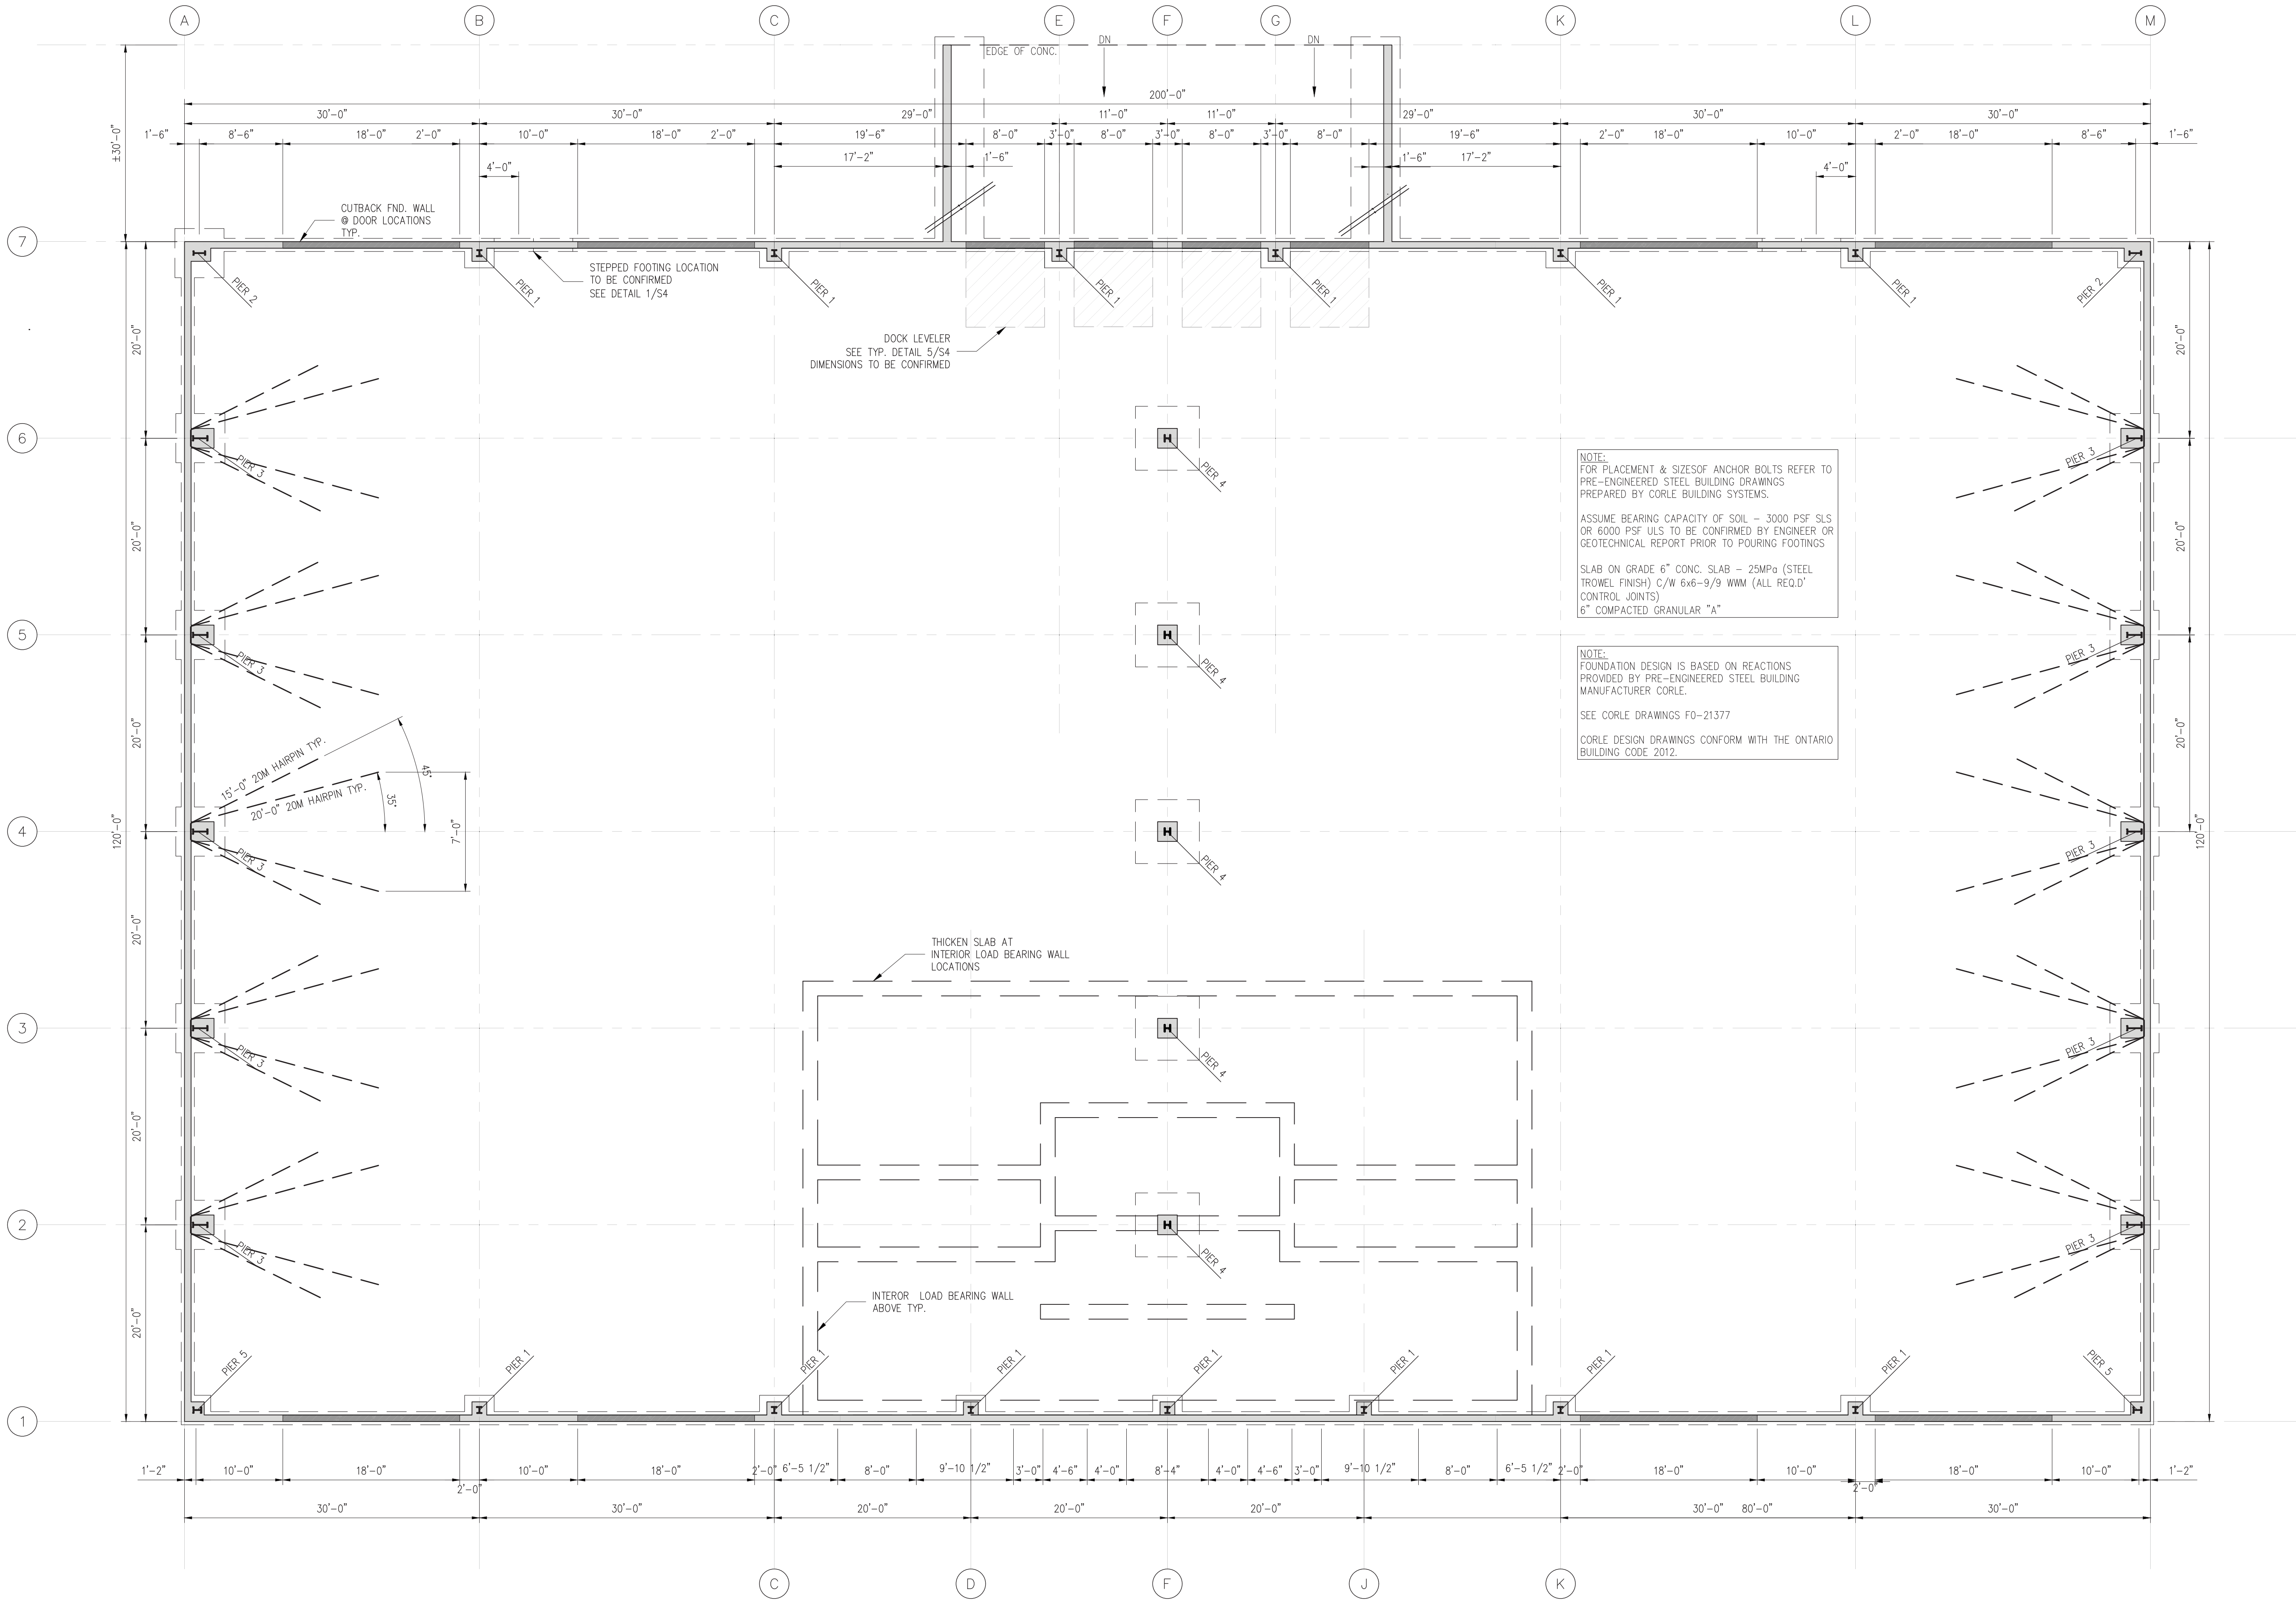 A B C E F G K L M
EDGE OF CONC.
DN DN
200'-0"
30'-0" 30'-0" 29'-0" 11'-0" 11'-0" 29'-0" 30'-0" 30'-0"
1'-6" 8'-6" 18'-0" 2'-0" 10'-0" 18'-0" 2'-0" 19'-6" 8'-0" 3'-0" 8'-0" 3'-0" 8'-0" 3'-0" 8'-0" 19'-6" 2'-0" 18'-0" 10'-0" 2'-0" 18'-0" 8'-6" 1'-6"
4'-0" 17'-2" 1'-6" 1'-6" 17'-2" 4'-0"
±30'-0"
CUTBACK FND. WALL
@ DOOR LOCATIONS
TYP.
7
STEPPED FOOTING LOCATION
TO BE CONFIRMED
SEE DETAIL 1/S4
PIER 2 PIER 1 PIER 1 PIER 1 PIER 1 PIER 1 PIER 1 PIER 2
DOCK LEVELER
SEE TYP. DETAIL 5/S4
DIMENSIONS TO BE CONFIRMED
20'-0" 20'-0"
6
PIER 3 PIER 4 PIER 3
NOTE:
FOR PLACEMENT & SIZESOF ANCHOR BOLTS REFER TO
PRE-ENGINEERED STEEL BUILDING DRAWINGS
PREPARED BY CORLE BUILDING SYSTEMS.
ASSUME BEARING CAPACITY OF SOIL - 3000 PSF SLS
OR 6000 PSF ULS TO BE CONFIRMED BY ENGINEER OR
GEOTECHNICAL REPORT PRIOR TO POURING FOOTINGS
SLAB ON GRADE 6" CONC. SLAB - 25MPa (STEEL
TROWEL FINISH) C/W 6x6-9/9 WWM (ALL REQ.D'
CONTROL JOINTS)
6" COMPACTED GRANULAR "A"
20'-0" 20'-0"
5
PIER 3 PIER 4 PIER 3
NOTE:
FOUNDATION DESIGN IS BASED ON REACTIONS
PROVIDED BY PRE-ENGINEERED STEEL BUILDING
MANUFACTURER CORLE.
SEE CORLE DRAWINGS F0-21377
CORLE DESIGN DRAWINGS CONFORM WITH THE ONTARIO
BUILDING CODE 2012.
20'-0" 20'-0"
15'-0" 20M HAIRPIN TYP.
45°
20'-0" 20M HAIRPIN TYP.
35°
7'-0"
120'-0" 120'-0"
4
PIER 3 PIER 4 PIER 3
20'-0"
THICKEN SLAB AT
INTERIOR LOAD BEARING WALL
LOCATIONS
3
PIER 3 PIER 4 PIER 3
20'-0"
2
PIER 3 PIER 4 PIER 3
INTEROR LOAD BEARING WALL
ABOVE TYP.
20'-0"
PIER 5 PIER 1 PIER 1 PIER 1 PIER 1 PIER 1 PIER 1 PIER 1 PIER 5
1
1'-2" 10'-0" 18'-0" 2'-0" 10'-0" 18'-0" 2'-0" 6'-5 1/2" 8'-0" 9'-10 1/2" 3'-0" 4'-6" 4'-0" 8'-4" 4'-0" 4'-6" 3'-0" 9'-10 1/2" 8'-0" 6'-5 1/2" 2'-0" 18'-0" 10'-0" 2'-0" 18'-0" 10'-0" 1'-2"
30'-0" 30'-0" 20'-0" 20'-0" 20'-0" 30'-0" 80'-0" 30'-0"
C D F J K